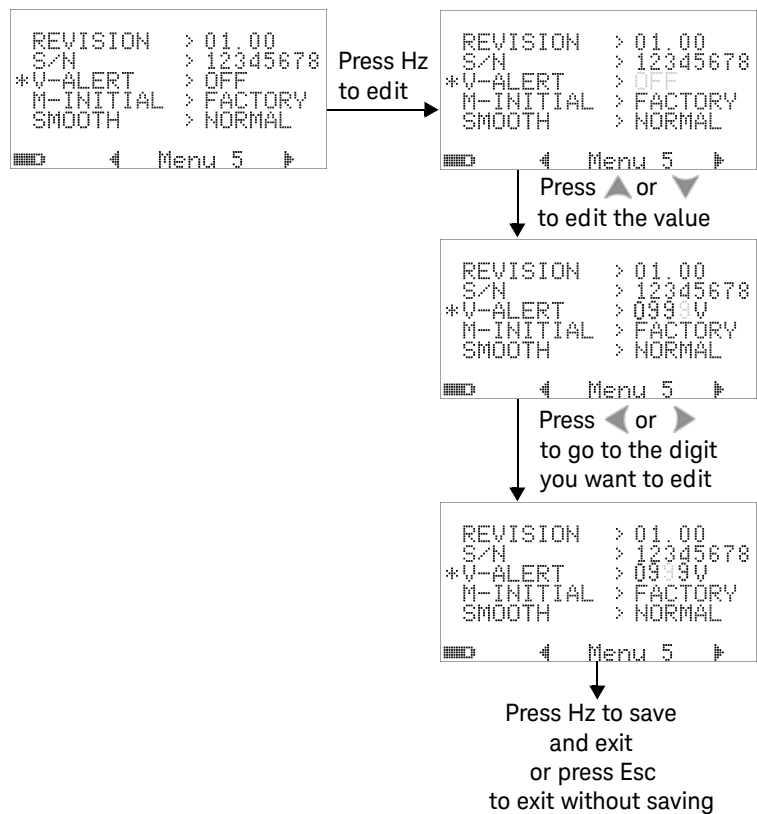 REVISION > 01.00
S/N > 12345678
*V-ALERT > OFF
M-INITIAL > FACTORY
SMOOTH > NORMAL
Menu 5
Press Hz
to edit
REVISION > 01.00
S/N > 12345678
*V-ALERT > OFF
M-INITIAL > FACTORY
SMOOTH > NORMAL
Menu 5
Press ▲ or ▼
to edit the value
REVISION > 01.00
S/N > 12345678
*V-ALERT > 0999V
M-INITIAL > FACTORY
SMOOTH > NORMAL
Menu 5
Press ◀ or ▶
to go to the digit
you want to edit
REVISION > 01.00
S/N > 12345678
*V-ALERT > 0999V
M-INITIAL > FACTORY
SMOOTH > NORMAL
Menu 5
Press Hz to save
and exit
or press Esc
to exit without saving